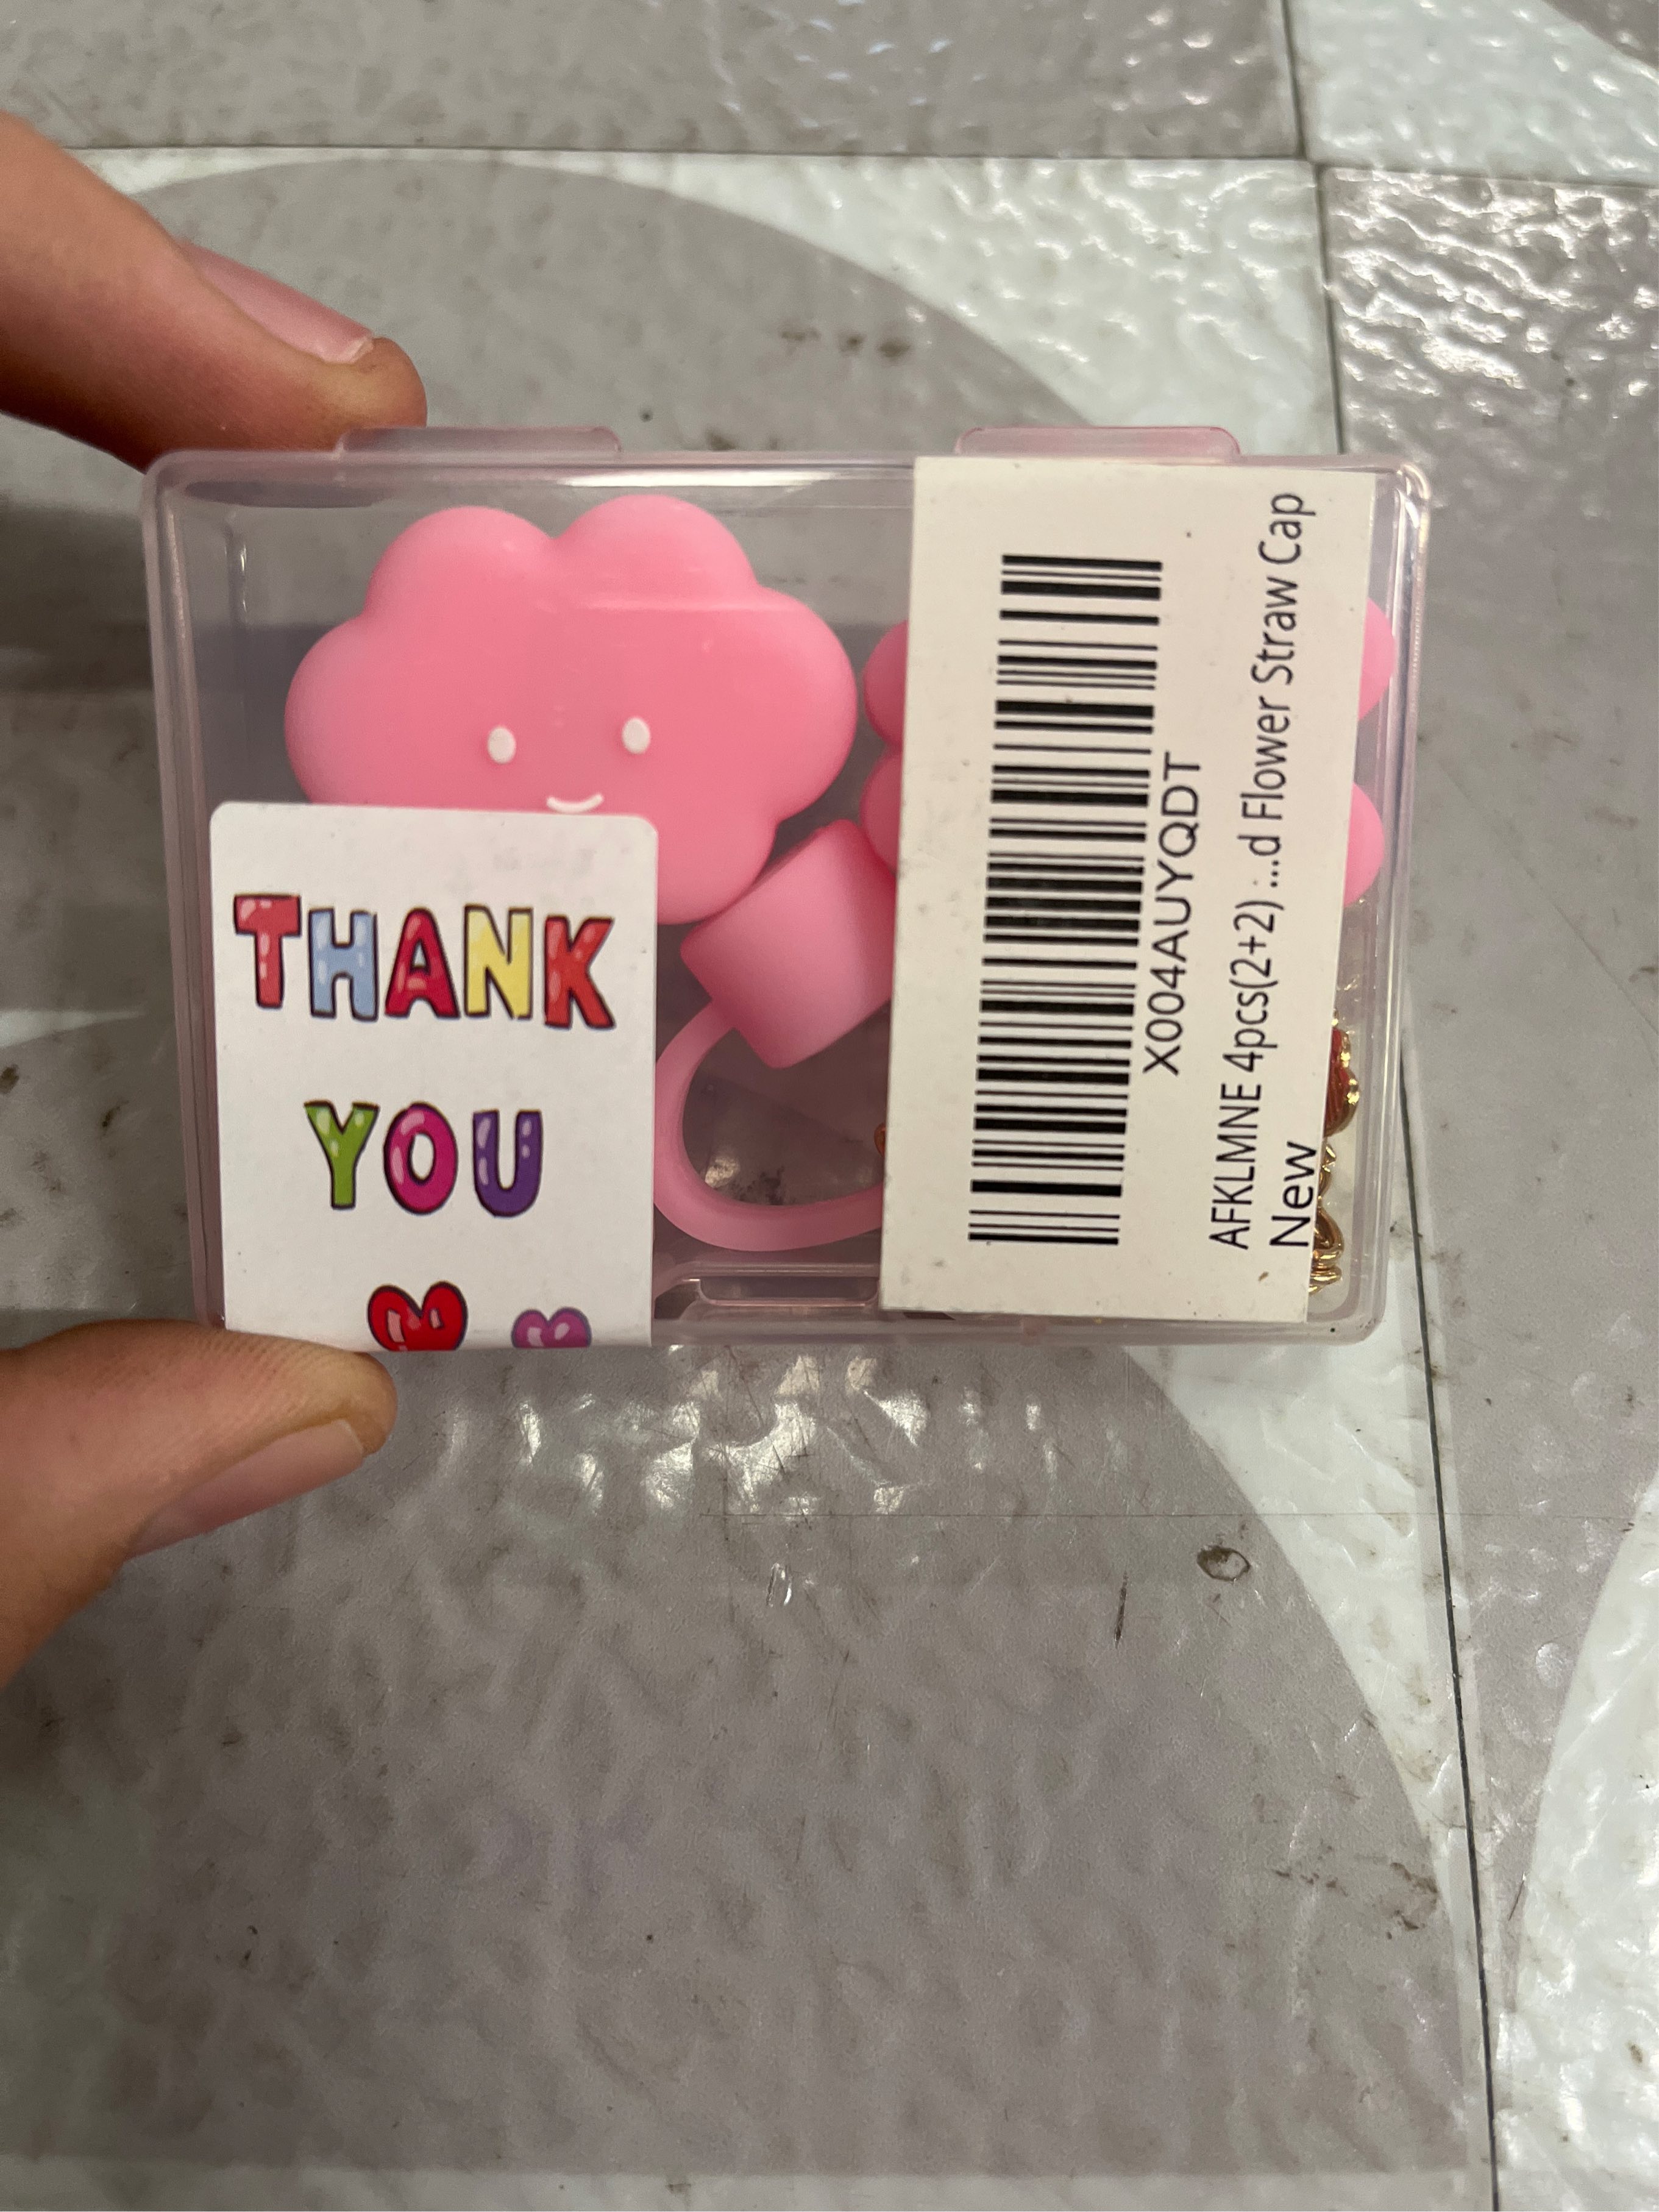 THANK
YOU
X004AUYQDT
AFKLMNE 4pcs(2+2) ...d Flower Straw Cap
New